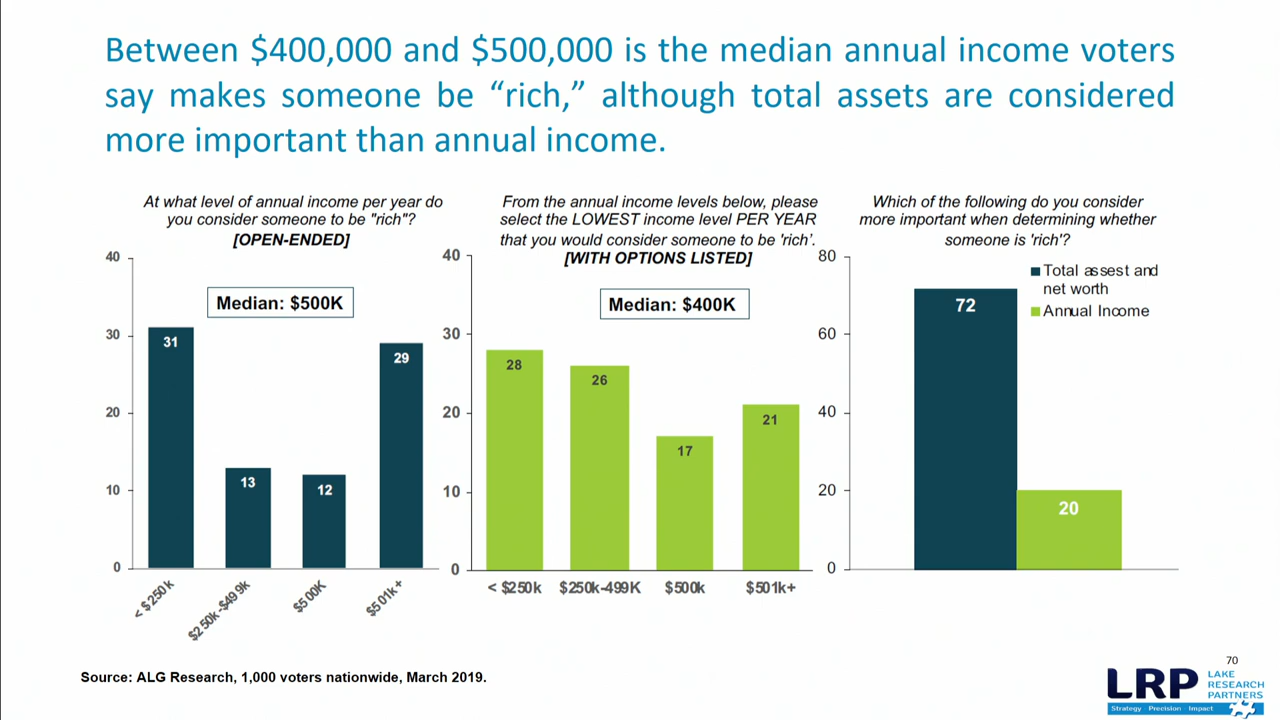 Between $400,000 and $500,000 is the median annual income voters
say makes someone be “rich,” although total assets are considered
more important than annual income.
At what level of annual income per year do
you consider someone to be "rich"?
[OPEN-ENDED]
40
30
20
10
0
Median: $500K
31
13
12
29
< $250k
$250k-$499k
$500K
$501k+
From the annual income levels below, please
select the LOWEST income level PER YEAR
that you would consider someone to be 'rich'.
[WITH OPTIONS LISTED]
40
30
20
10
0
Median: $400K
28
26
17
21
< $250k
$250k-499K
$500k
$501k+
Which of the following do you consider
more important when determining whether
someone is 'rich'?
80
60
40
20
0
Total assest and
net worth
Annual Income
72
20
Source: ALG Research, 1,000 voters nationwide, March 2019.
70
LRP
LAKE
RESEARCH
PARTNERS
Strategy Precision Impact